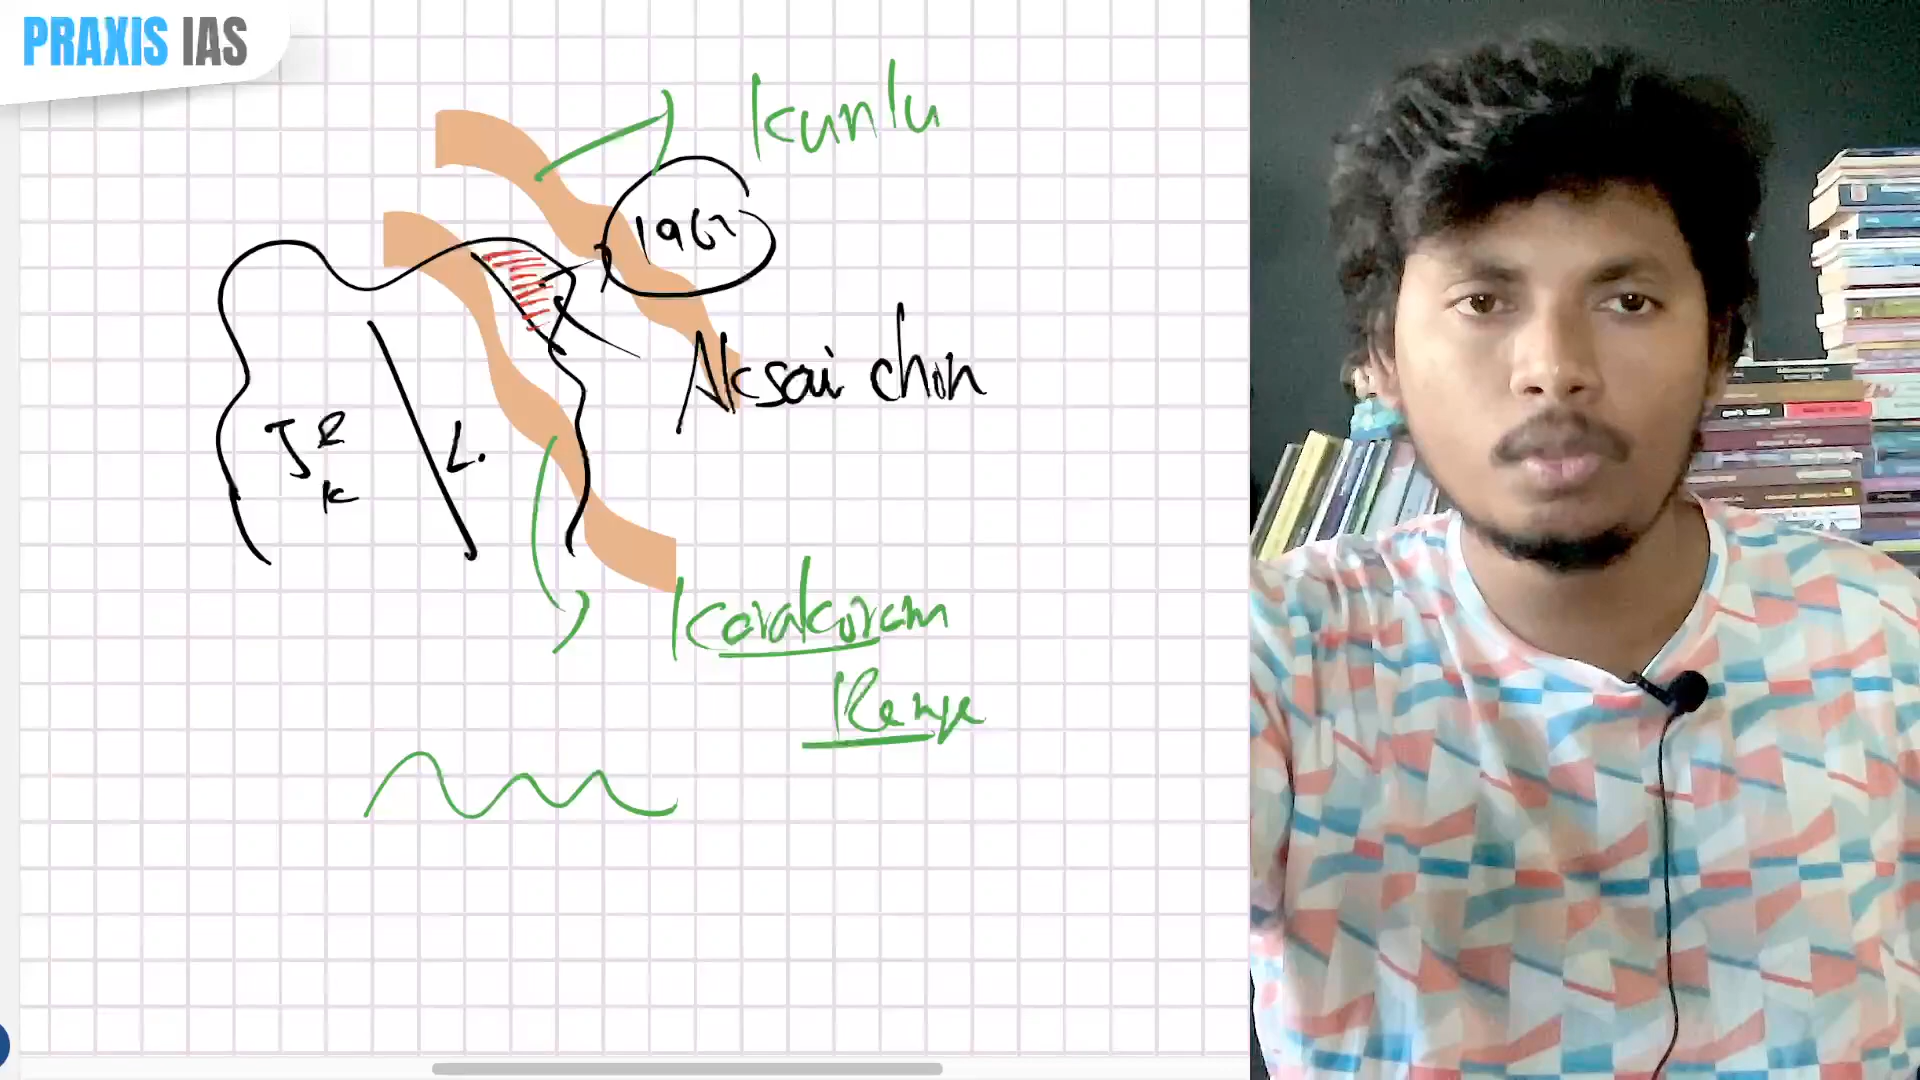 PRAXIS IAS
Kunlu
1962
Aksai chin
J &
K
L.
Karakoram
Range